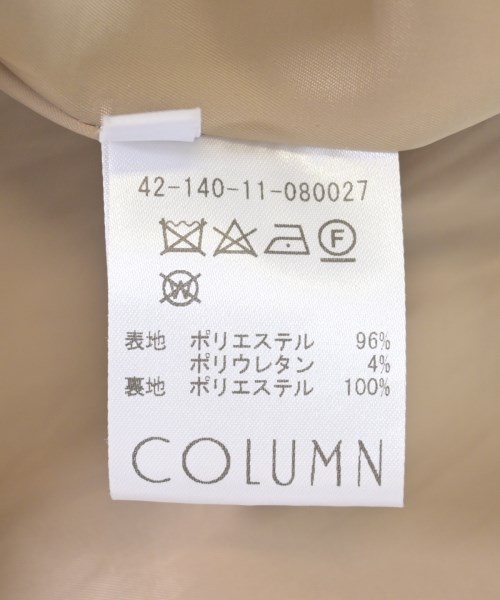 42-140-11-080027
F
W
表地 ポリエステル 96%
ポリウレタン 4%
裏地 ポリエステル 100%
COLUMN